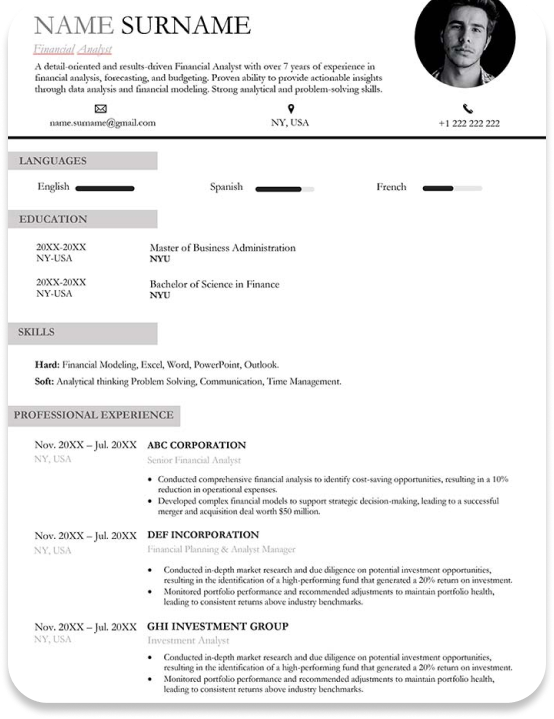 NAME SURNAME
Financial Analyst
A detail-oriented and results-driven Financial Analyst with over 7 years of experience in
financial analysis, forecasting, and budgeting. Proven ability to provide actionable insights
through data analysis and financial modeling. Strong analytical and problem-solving skills.
name.surname@gmail.com NY, USA +1 222 222 222
LANGUAGES
English Spanish French
EDUCATION
20XX-20XX Master of Business Administration
NY-USA NYU
20XX-20XX Bachelor of Science in Finance
NY-USA NYU
SKILLS
Hard: Financial Modeling, Excel, Word, PowerPoint, Outlook.
Soft: Analytical thinking Problem Solving, Communication, Time Management.
PROFESSIONAL EXPERIENCE
Nov. 20XX – Jul. 20XX ABC CORPORATION
NY, USA Senior Financial Analyst
• Conducted comprehensive financial analysis to identify cost-saving opportunities, resulting in a 10%
reduction in operational expenses.
• Developed complex financial models to support strategic decision-making, leading to a successful
merger and acquisition deal worth $50 million.
Nov. 20XX – Jul. 20XX DEF INCORPORATION
NY, USA Financial Planning & Analyst Manager
• Conducted in-depth market research and due diligence on potential investment opportunities,
resulting in the identification of a high-performing fund that generated a 20% return on investment.
• Monitored portfolio performance and recommended adjustments to maintain portfolio health,
leading to consistent returns above industry benchmarks.
Nov. 20XX – Jul. 20XX GHI INVESTMENT GROUP
NY, USA Investment Analyst
• Conducted in-depth market research and due diligence on potential investment opportunities,
resulting in the identification of a high-performing fund that generated a 20% return on investment.
• Monitored portfolio performance and recommended adjustments to maintain portfolio health,
leading to consistent returns above industry benchmarks.